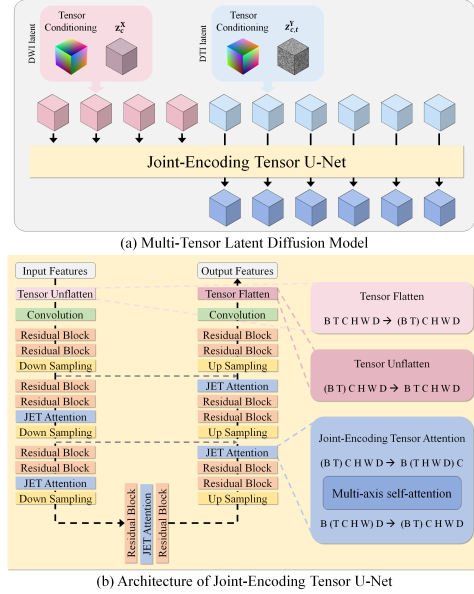 DWI latent
Tensor
Conditioning
z_c^X
DTI latent
Tensor
Conditioning
z_{c,t}^Y
Joint-Encoding Tensor U-Net
(a) Multi-Tensor Latent Diffusion Model
Input Features
Tensor Unflatten
Convolution
Residual Block
Residual Block
Down Sampling
Residual Block
Residual Block
JET Attention
Down Sampling
Residual Block
Residual Block
JET Attention
Down Sampling
Residual Block
JET Attention
Residual Block
Output Features
Tensor Flatten
Convolution
Residual Block
Residual Block
Up Sampling
JET Attention
Residual Block
Residual Block
Up Sampling
JET Attention
Residual Block
Residual Block
Up Sampling
Tensor Flatten
B T C H W D → (B T) C H W D
Tensor Unflatten
(B T) C H W D → B T C H W D
Joint-Encoding Tensor Attention
(B T) C H W D → B (T H W D) C
Multi-axis self-attention
B (T C H W) D → (B T) C H W D
(b) Architecture of Joint-Encoding Tensor U-Net